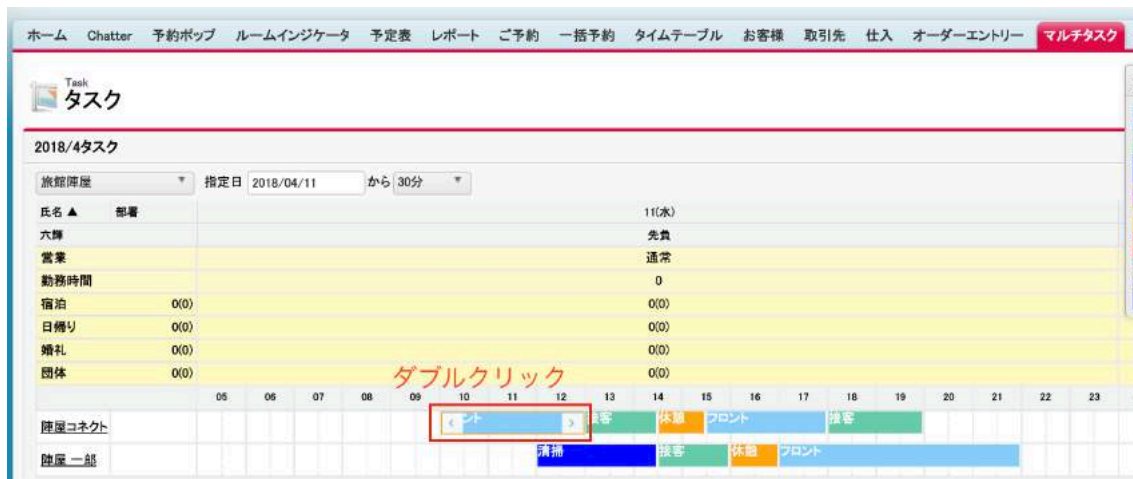 ホーム Chatter 予約ポップ ルームインジケータ 予定表 レポート ご予約 一括予約 タイムテーブル お客様 取引先 仕入 オーダーエントリー マルチタスク
Task
タスク
2018/4タスク
旅館陣屋 指定日 2018/04/11 から 30分
氏名▲ 部署 11(水)
六輝 先負
営業 通常
勤務時間 0
宿泊 0(0) 0(0)
日帰り 0(0) 0(0)
婚礼 0(0) 0(0)
団体 0(0) 0(0)
ダブルクリック
05 06 07 08 09 10 11 12 13 14 15 16 17 18 19 20 21 22 23
陣屋コネクト ント 接客 休憩 フロント 接客
陣屋 一郎 清掃 接客 休憩 フロント